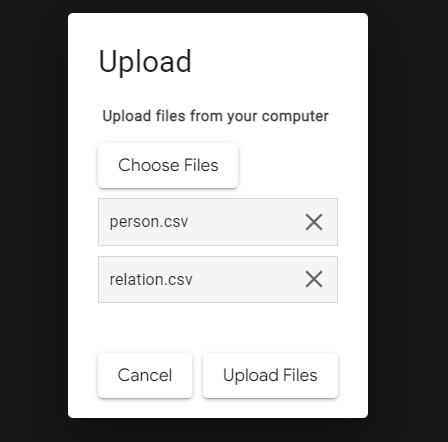 Upload
Upload files from your computer
Choose Files
person.csv
relation.csv
Cancel Upload Files